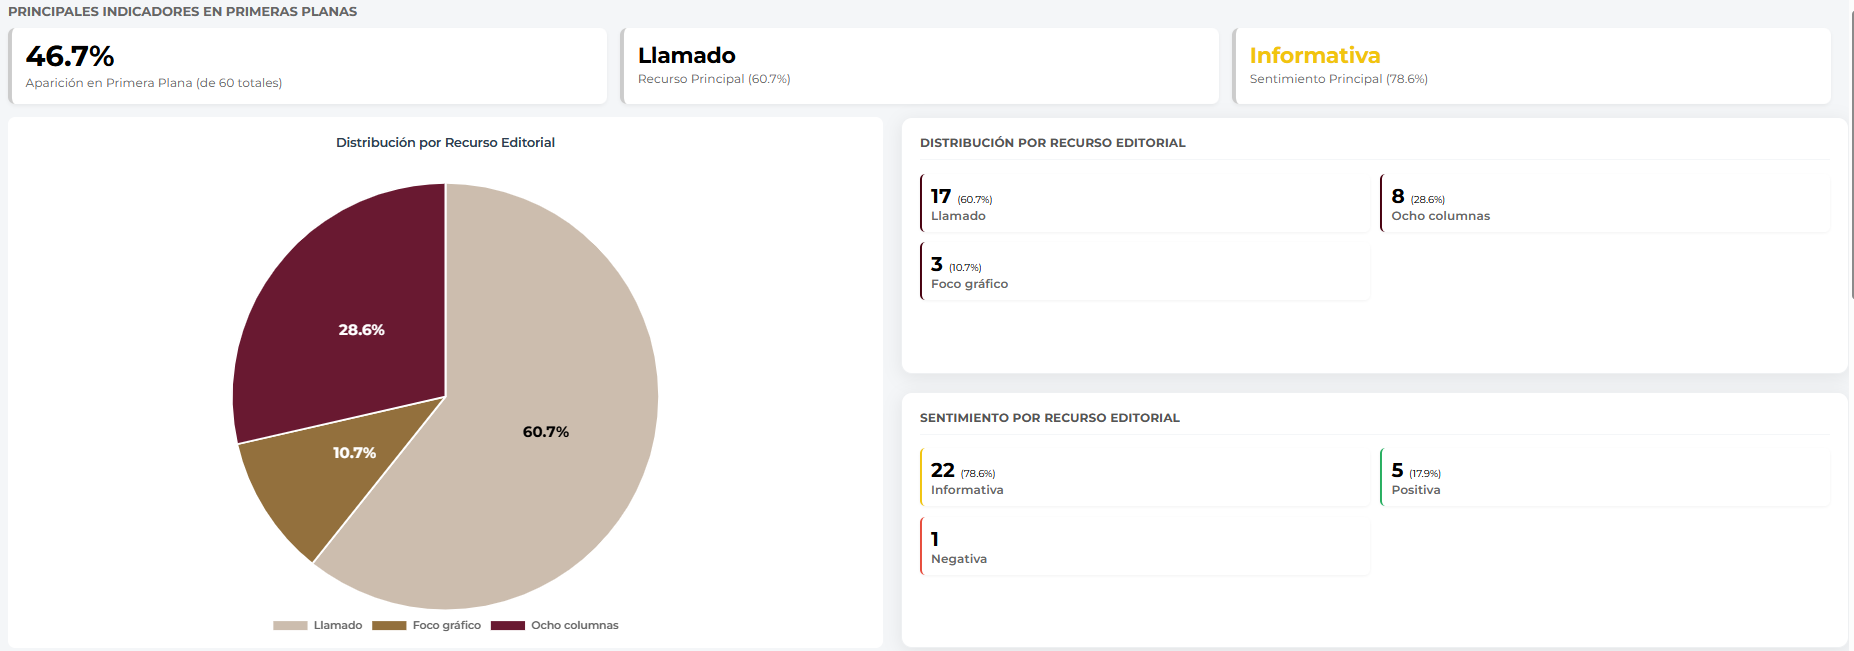 PRINCIPALES INDICADORES EN PRIMERAS PLANAS
46.7%
Aparición en Primera Plana (de 60 totales)
Llamado
Recurso Principal (60.7%)
Informativa
Sentimiento Principal (78.6%)
Distribución por Recurso Editorial
28.6%
10.7%
60.7%
Llamado
Foco gráfico
Ocho columnas
DISTRIBUCIÓN POR RECURSO EDITORIAL
17 (60.7%)
Llamado
8 (28.6%)
Ocho columnas
3 (10.7%)
Foco gráfico
SENTIMIENTO POR RECURSO EDITORIAL
22 (78.6%)
Informativa
5 (17.9%)
Positiva
1
Negativa